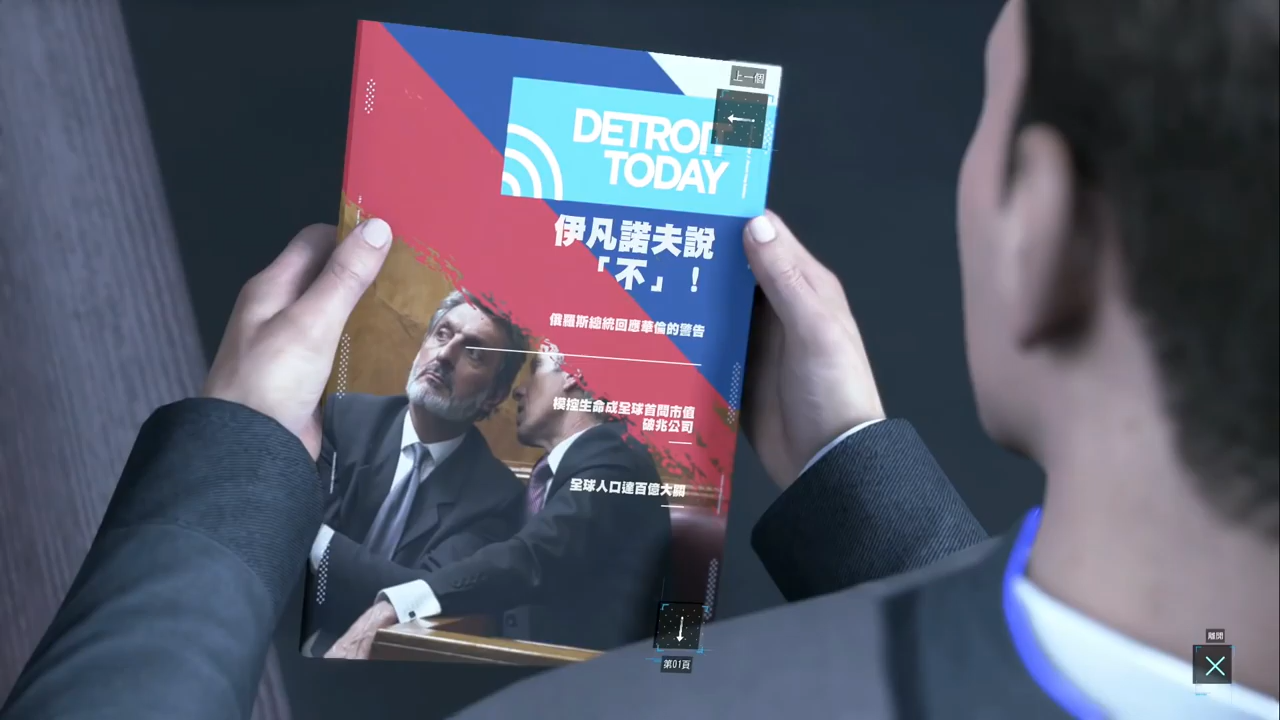 上一個
DETROIT
TODAY
伊凡諾夫說
「不」！
俄羅斯總統回應華倫的警告
模控生命成全球首間市值
破兆公司
全球人口達百億大關
第01頁
離開